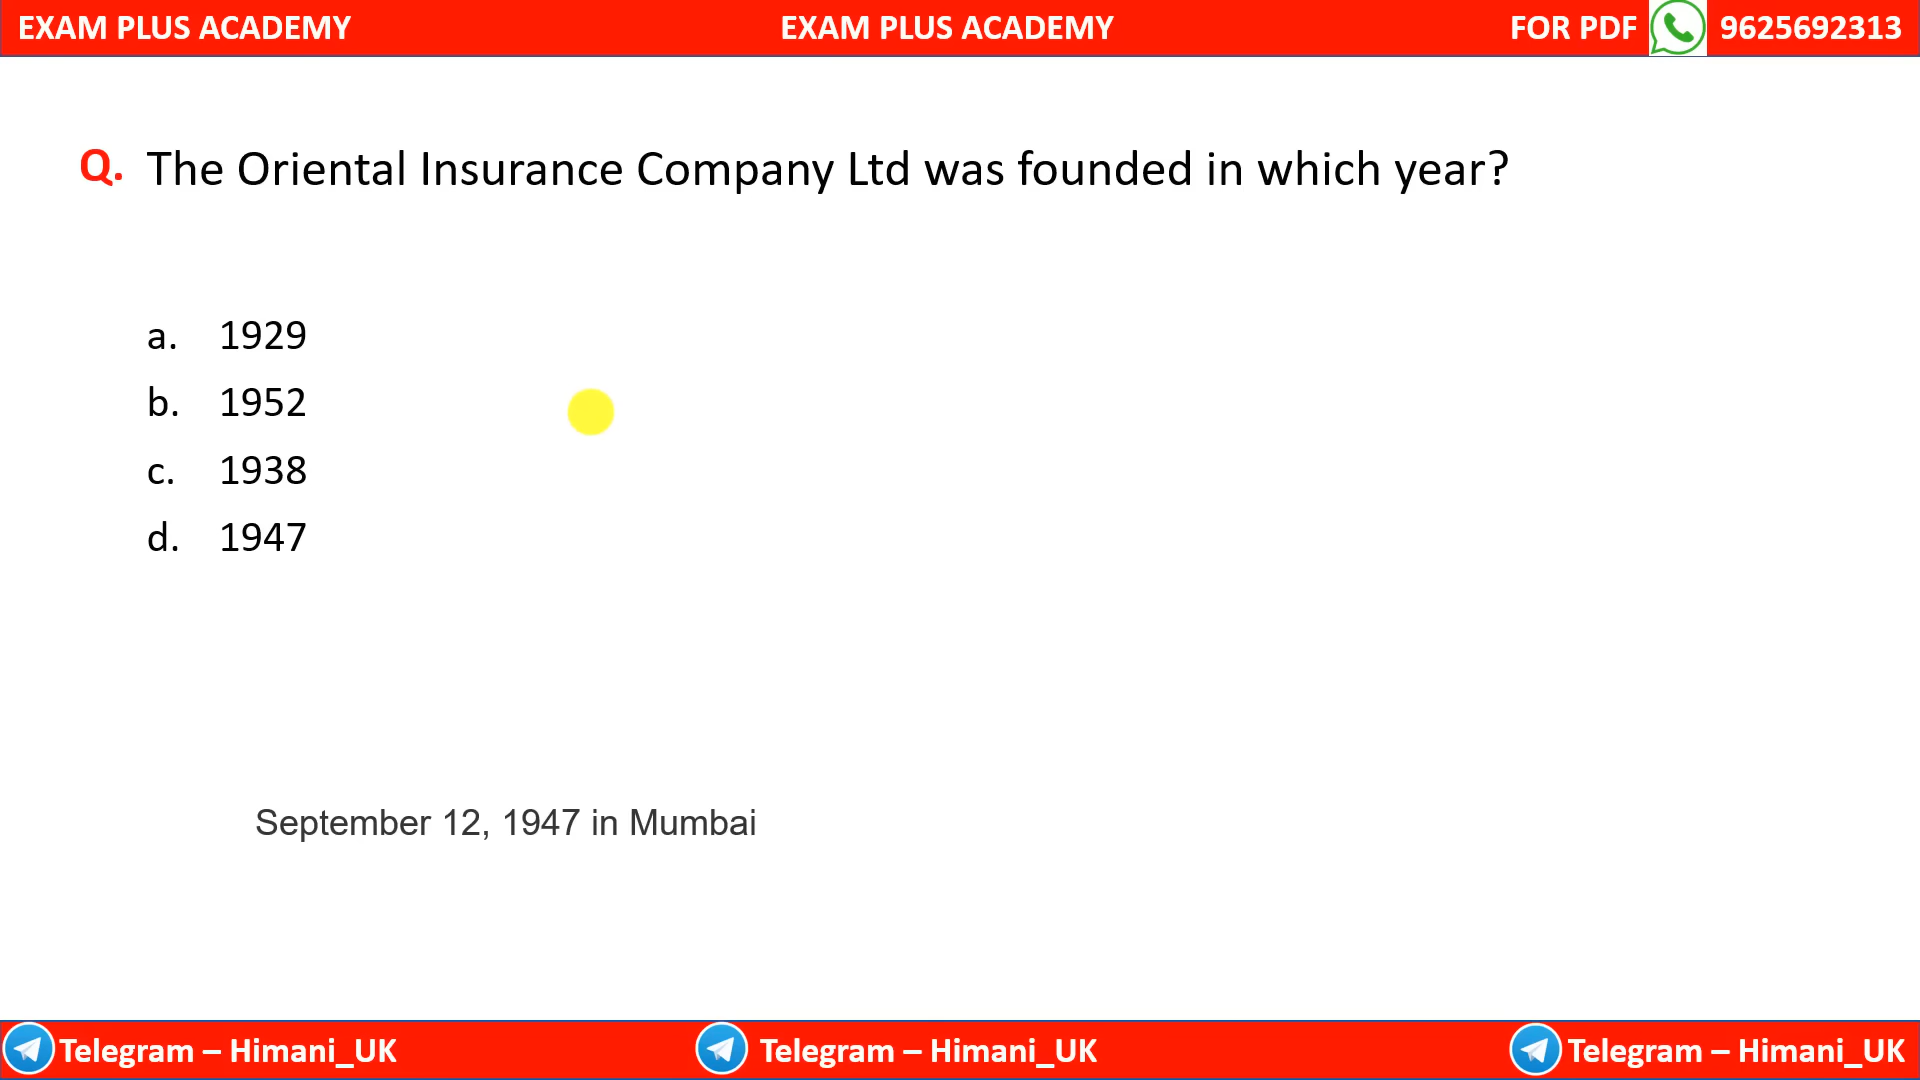 EXAM PLUS ACADEMY EXAM PLUS ACADEMY FOR PDF 9625692313
Q. The Oriental Insurance Company Ltd was founded in which year?
a. 1929
b. 1952
c. 1938
d. 1947
September 12, 1947 in Mumbai
Telegram – Himani_UK Telegram – Himani_UK Telegram – Himani_UK